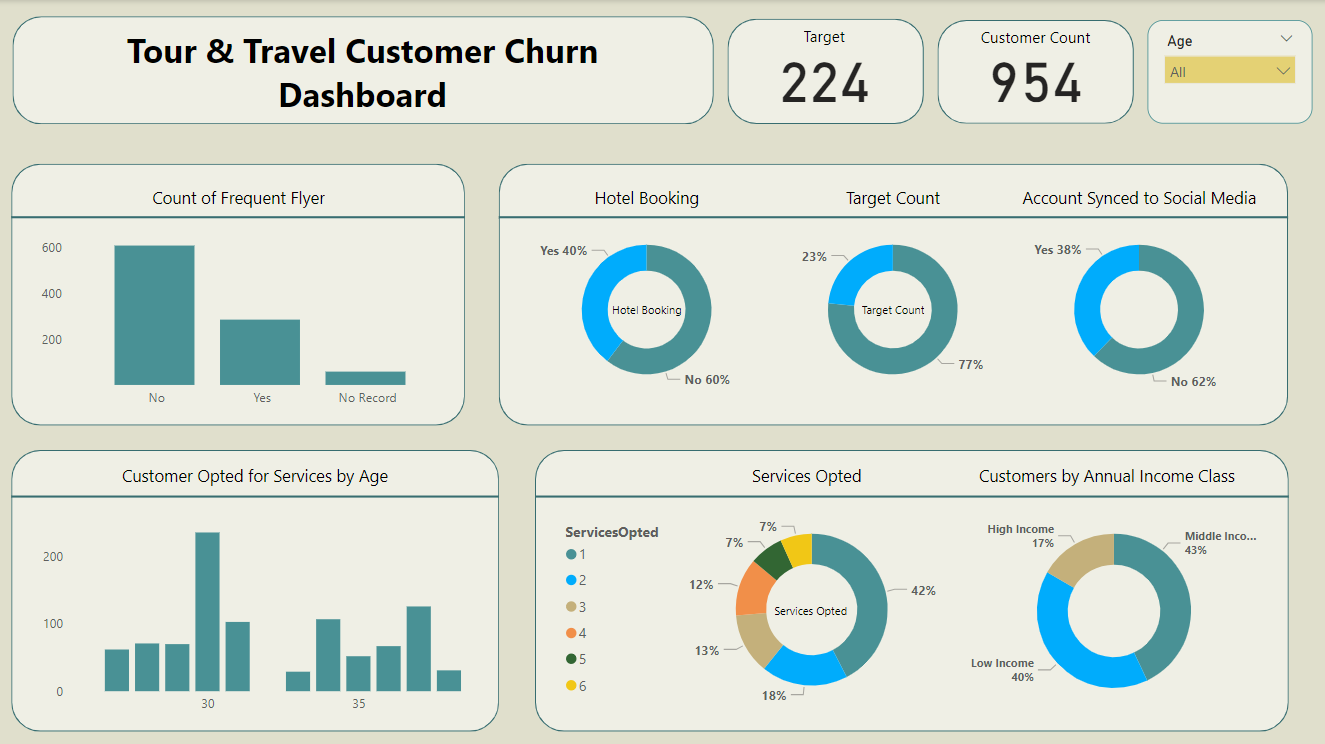 Tour & Travel Customer Churn
Dashboard
Target
224
Customer Count
954
Age
All
Count of Frequent Flyer
600
400
200
No
Yes
No Record
Hotel Booking
Target Count
Account Synced to Social Media
Yes 40%
Hotel Booking
No 60%
23%
Target Count
77%
Yes 38%
No 62%
Customer Opted for Services by Age
200
100
0
30
35
Services Opted
Customers by Annual Income Class
ServicesOpted
1
2
3
4
5
6
7%
7%
12%
13%
18%
42%
Services Opted
High Income
17%
Middle Inco...
43%
Low Income
40%